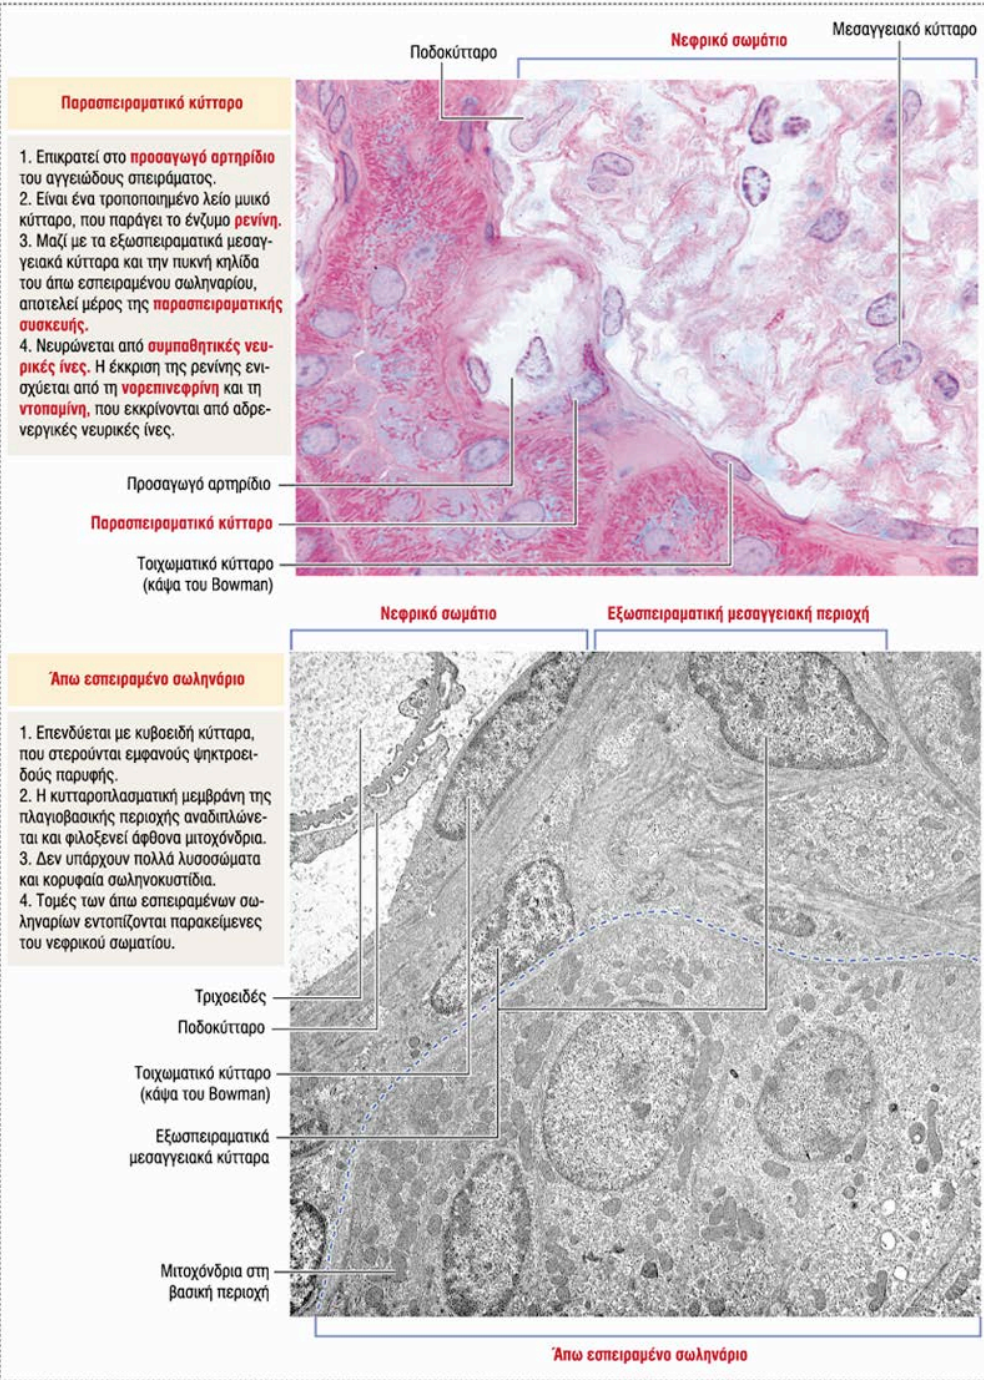 Ποδοκύτταρο
Νεφρικό σωμάτιο
Μεσαγγειακό κύτταρο
Παρασπειραματικό κύτταρο
1. Επικρατεί στο προσαγωγό αρτηρίδιο
του αγγειώδους σπειράματος.
2. Είναι ένα τροποποιημένο λείο μυικό
κύτταρο, που παράγει το ένζυμο ρενίνη.
3. Μαζί με τα εξωσπειραματικά μεσαγ-
γειακά κύτταρα και την πυκνή κηλίδα
του άπω εσπειραμένου σωληναρίου,
αποτελεί μέρος της παρασπειραματικής
συσκευής.
4. Νευρώνεται από συμπαθητικές νευ-
ρικές ίνες. Η έκκριση της ρενίνης ενι-
σχύεται από τη νορεπινεφρίνη και τη
ντοπαμίνη, που εκκρίνονται από αδρε-
νεργικές νευρικές ίνες.
Προσαγωγό αρτηρίδιο
Παρασπειραματικό κύτταρο
Τοιχωματικό κύτταρο
(κάψα του Bowman)
Νεφρικό σωμάτιο
Εξωσπειραματική μεσαγγειακή περιοχή
Άπω εσπειραμένο σωληνάριο
1. Επενδύεται με κυβοειδή κύτταρα,
που στερούνται εμφανούς ψηκτροει-
δούς παρυφής.
2. Η κυτταροπλασματική μεμβράνη της
πλαγιοβασικής περιοχής αναδιπλώνε-
ται και φιλοξενεί άφθονα μιτοχόνδρια.
3. Δεν υπάρχουν πολλά λυσοσώματα
και κορυφαία σωληνοκυστίδια.
4. Τομές των άπω εσπειραμένων σω-
ληναρίων εντοπίζονται παρακείμενες
του νεφρικού σωματίου.
Τριχοειδές
Ποδοκύτταρο
Τοιχωματικό κύτταρο
(κάψα του Bowman)
Εξωσπειραματικά
μεσαγγειακά κύτταρα
Μιτοχόνδρια στη
βασική περιοχή
Άπω εσπειραμένο σωληνάριο